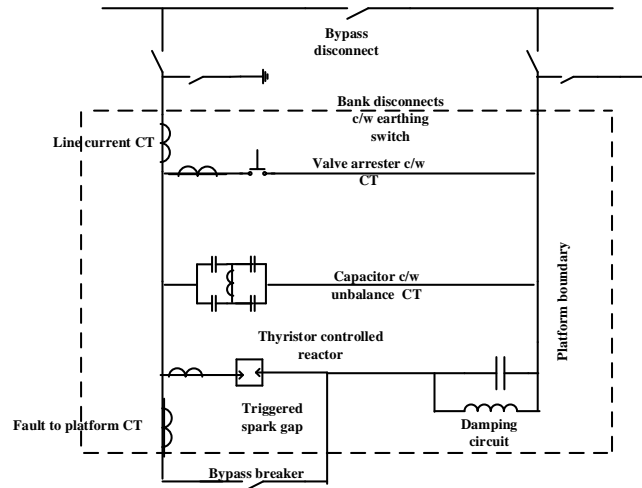 Bypass
disconnect
Bank disconnects
c/w earthing
switch
Line current CT
Valve arrester c/w
CT
Capacitor c/w
unbalance CT
Platform boundary
Thyristor controlled
reactor
Triggered
spark gap
Fault to platform CT
Damping
circuit
Bypass breaker